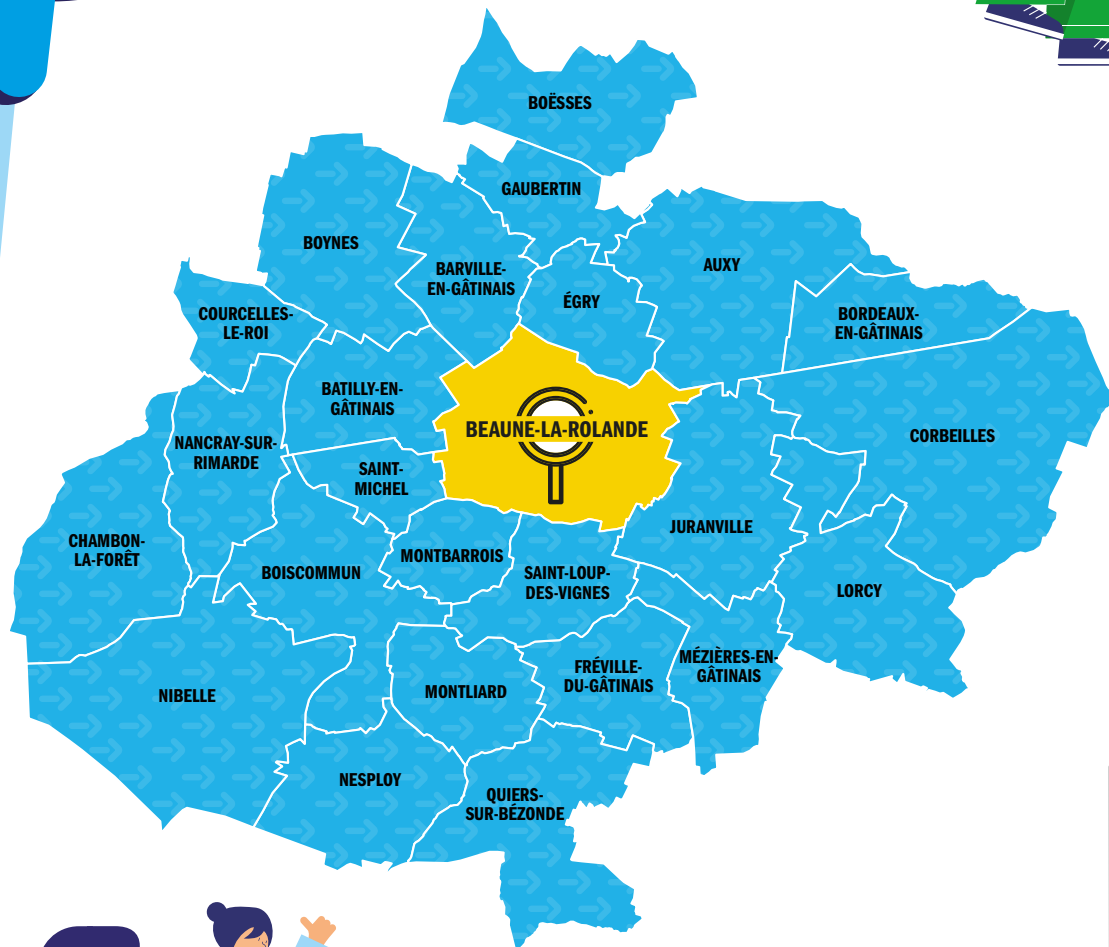 BOËSSES
GAUBERTIN
BOYNES
AUXY
BARVILLE-
EN-GÂTINAIS
ÉGRY
COURCELLES-
LE-ROI
BORDEAUX-
EN-GÂTINAIS
BATILLY-EN-
GÂTINAIS
BEAUNE-LA-ROLANDE
CORBEILLES
NANCRAY-SUR-
RIMARDE
SAINT-
MICHEL
JURANVILLE
CHAMBON-
LA-FORÊT
MONTBARROIS
BOISCOMMUN
SAINT-LOUP-
DES-VIGNES
LORCY
MÉZIÈRES-EN-
GÂTINAIS
FRÉVILLE-
DU-GÂTINAIS
NIBELLE
MONTLIARD
NESPLOY
QUIERS-
SUR-BÉZONDE